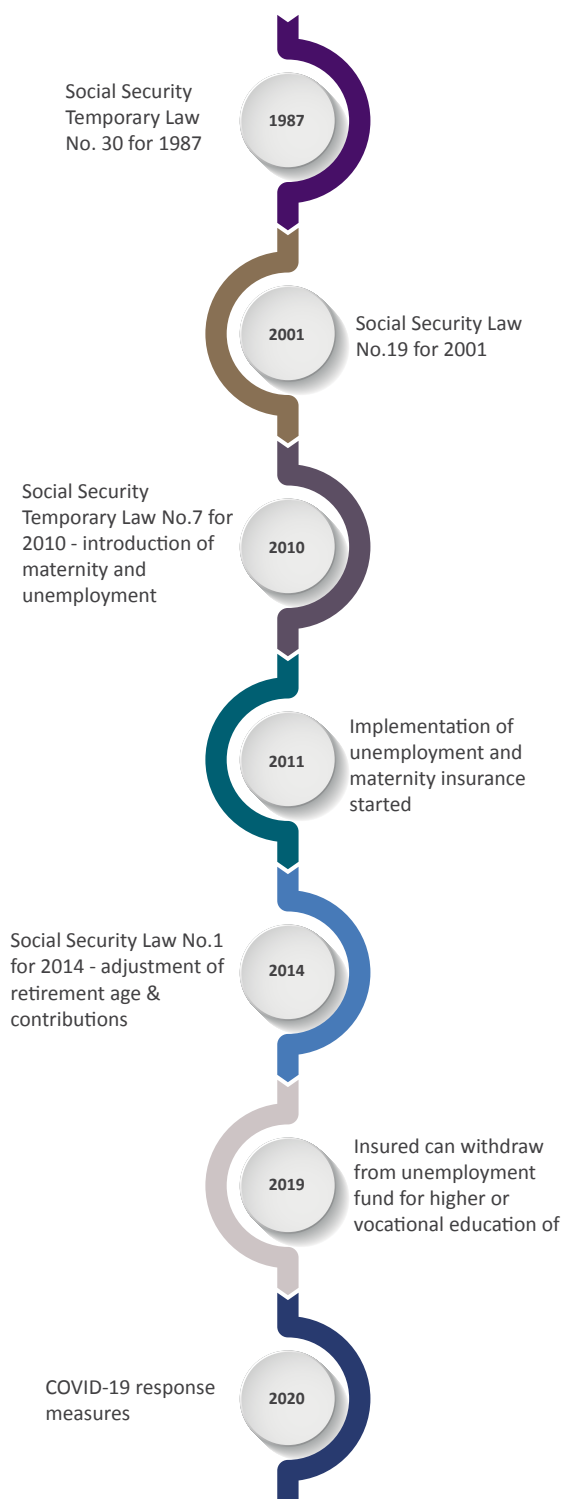 Social Security
Temporary Law
No. 30 for 1987
1987
2001
Social Security Law
No.19 for 2001
Social Security
Temporary Law No.7 for
2010 - introduction of
maternity and
unemployment
2010
2011
Implementation of
unemployment and
maternity insurance
started
Social Security Law No.1
for 2014 - adjustment of
retirement age &
contributions
2014
2019
Insured can withdraw
from unemployment
fund for higher or
vocational education of
COVID-19 response
measures
2020